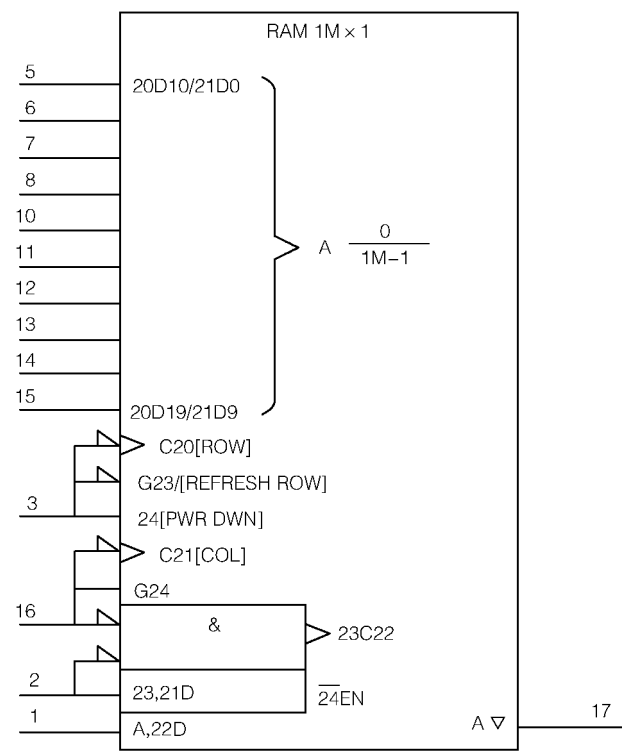 RAM 1M × 1
5
20D10/21D0
6
7
8
10
11
A 0
1M–1
12
13
14
15
20D19/21D9
C20[ROW]
G23/[REFRESH ROW]
3
24[PWR DWN]
C21[COL]
G24
16
&
23C22
2
23,21D
24EN
1
A,22D
A ▽
17